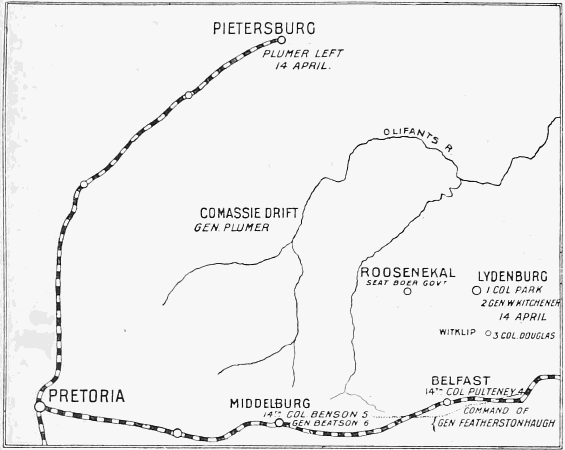 PIETERSBURG
PLUMER LEFT
14 APRIL.
OLIFANTS R
COMASSIE DRIFT
GEN. PLUMER
ROOSENEKAL
SEAT BOER GOVT
LYDENBURG
1 COL PARK
2 GEN W KITCHENER
14 APRIL
WITKLIP 3 COL. DOUGLAS
PRETORIA
MIDDELBURG
14TH COL BENSON 5
GEN BEATSON 6
BELFAST
14TH COL PULTENEY 4
COMMAND OF
GEN FEATHERSTONHAUGH